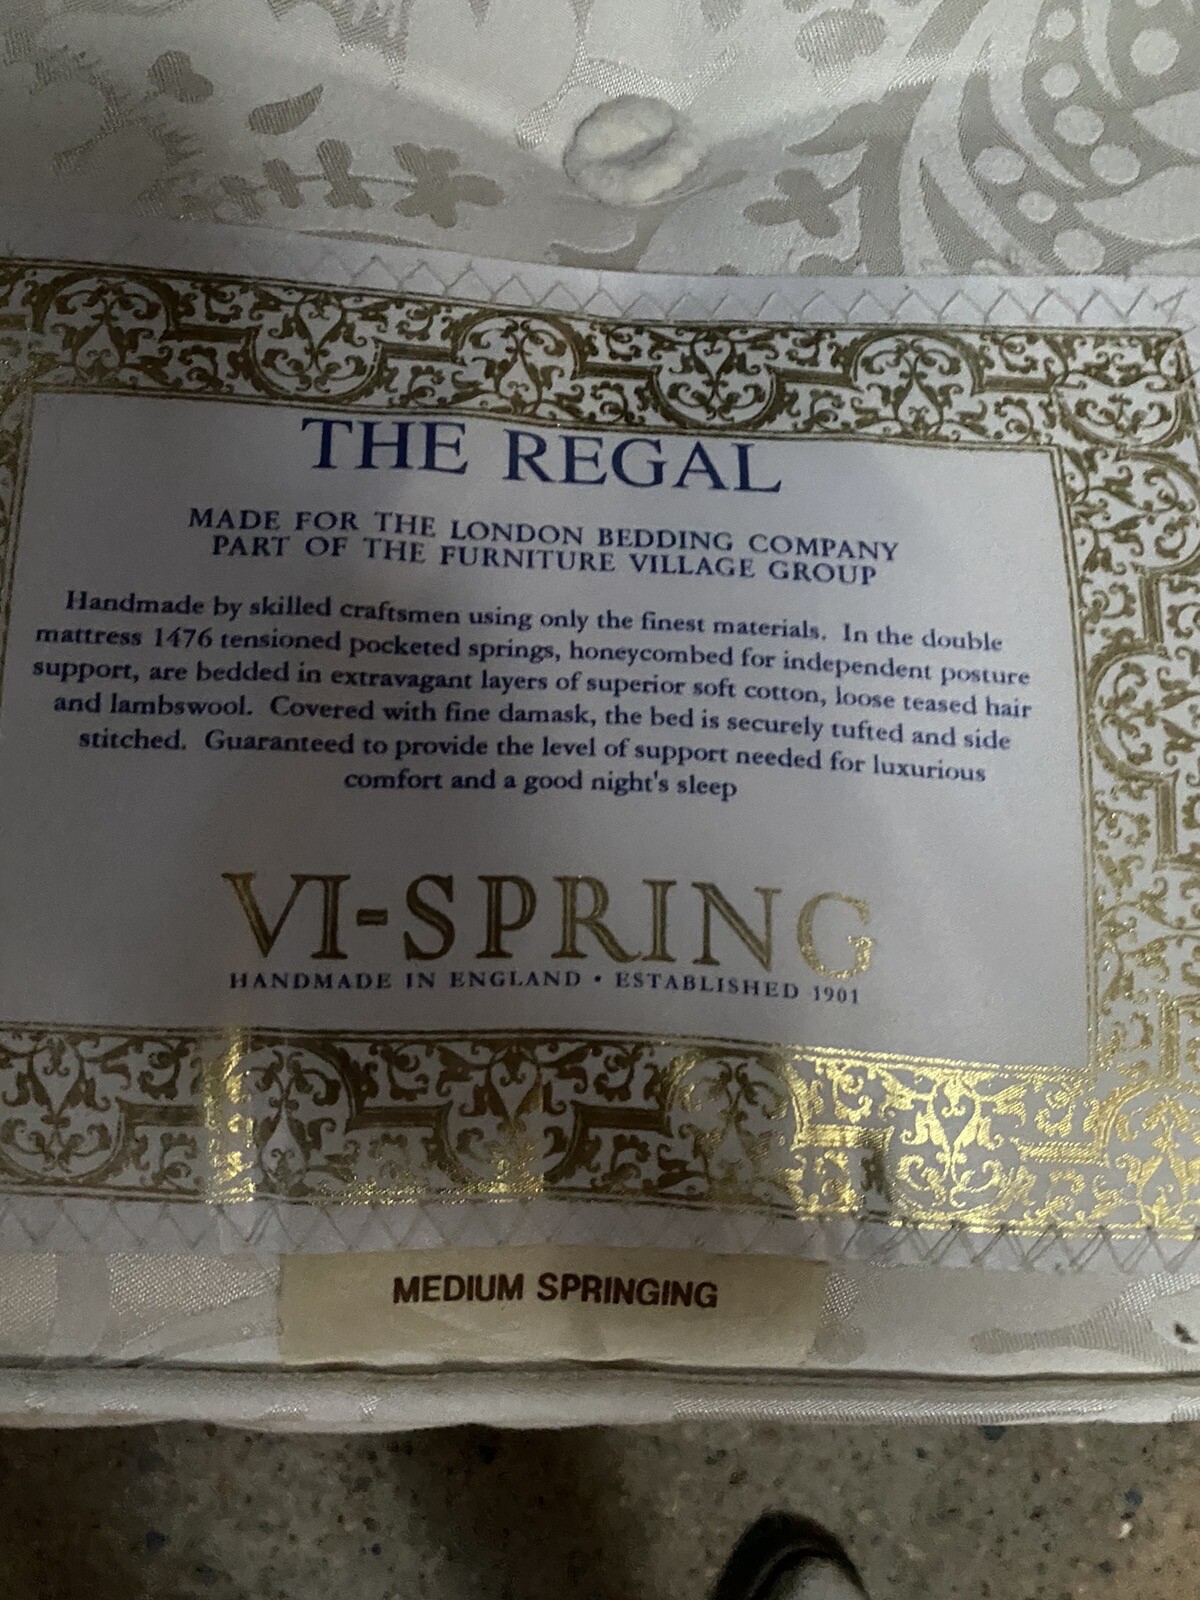 THE REGAL
MADE FOR THE LONDON BEDDING COMPANY
PART OF THE FURNITURE VILLAGE GROUP
Handmade by skilled craftsmen using only the finest materials. In the double
mattress 1476 tensioned pocketed springs, honeycombed for independent posture
support, are bedded in extravagant layers of superior soft cotton, loose teased hair
and lambswool. Covered with fine damask, the bed is securely tufted and side
stitched. Guaranteed to provide the level of support needed for luxurious
comfort and a good night's sleep
VI-SPRING
HANDMADE IN ENGLAND • ESTABLISHED 1901
MEDIUM SPRINGING